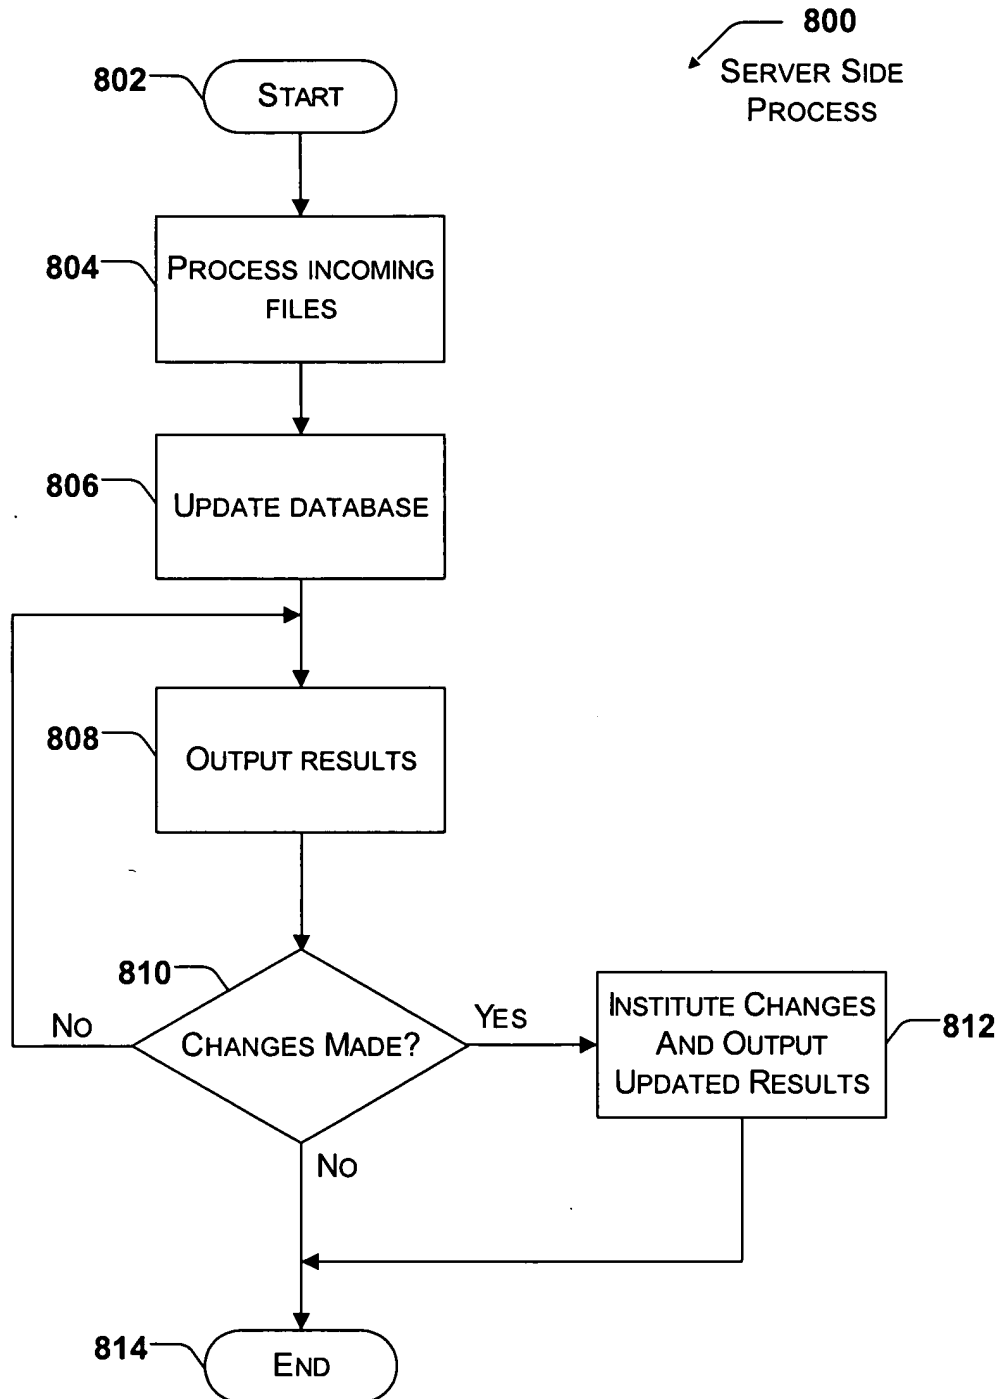 800
SERVER SIDE
PROCESS
802
START
804
PROCESS INCOMING
FILES
806
UPDATE DATABASE
808
OUTPUT RESULTS
810
CHANGES MADE?
NO
YES
INSTITUTE CHANGES
AND OUTPUT
UPDATED RESULTS
812
NO
814
END